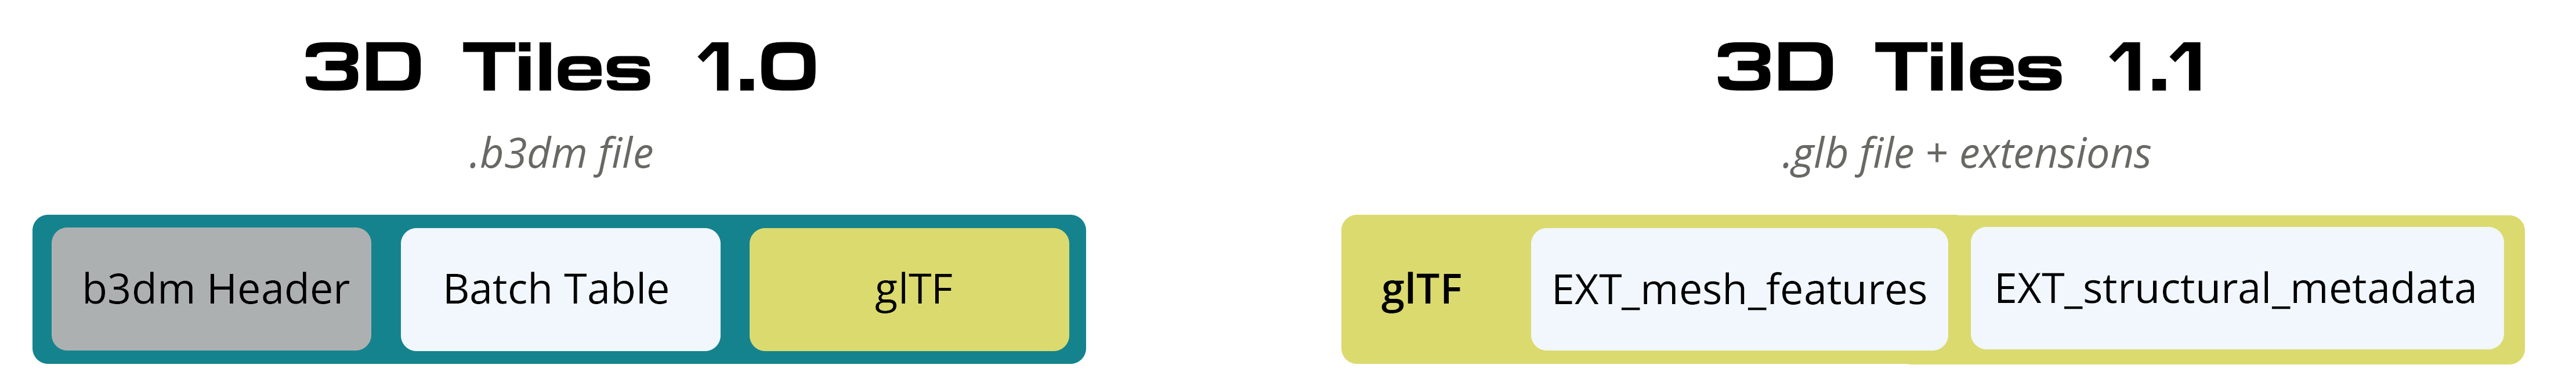 3D Tiles 1.0
.b3dm file
b3dm Header
Batch Table
glTF
3D Tiles 1.1
.glb file + extensions
glTF
EXT_mesh_features
EXT_structural_metadata